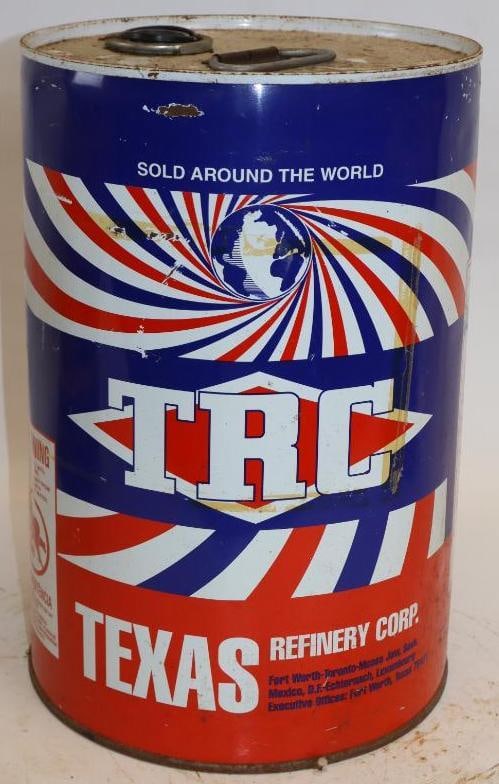 SOLD AROUND THE WORLD
TRC
TEXAS
REFINERY CORP.
Fort Worth-Toronto-Moose Jaw, Sask.
Mexico, D.F.-Echternach, Luxembourg
Executive Offices: Fort Worth, Texas